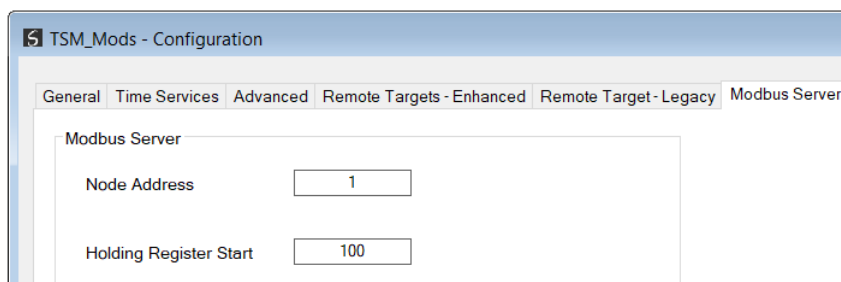 TSM_Mods - Configuration
General Time Services Advanced Remote Targets - Enhanced Remote Target - Legacy Modbus Server
Modbus Server
Node Address 1
Holding Register Start 100